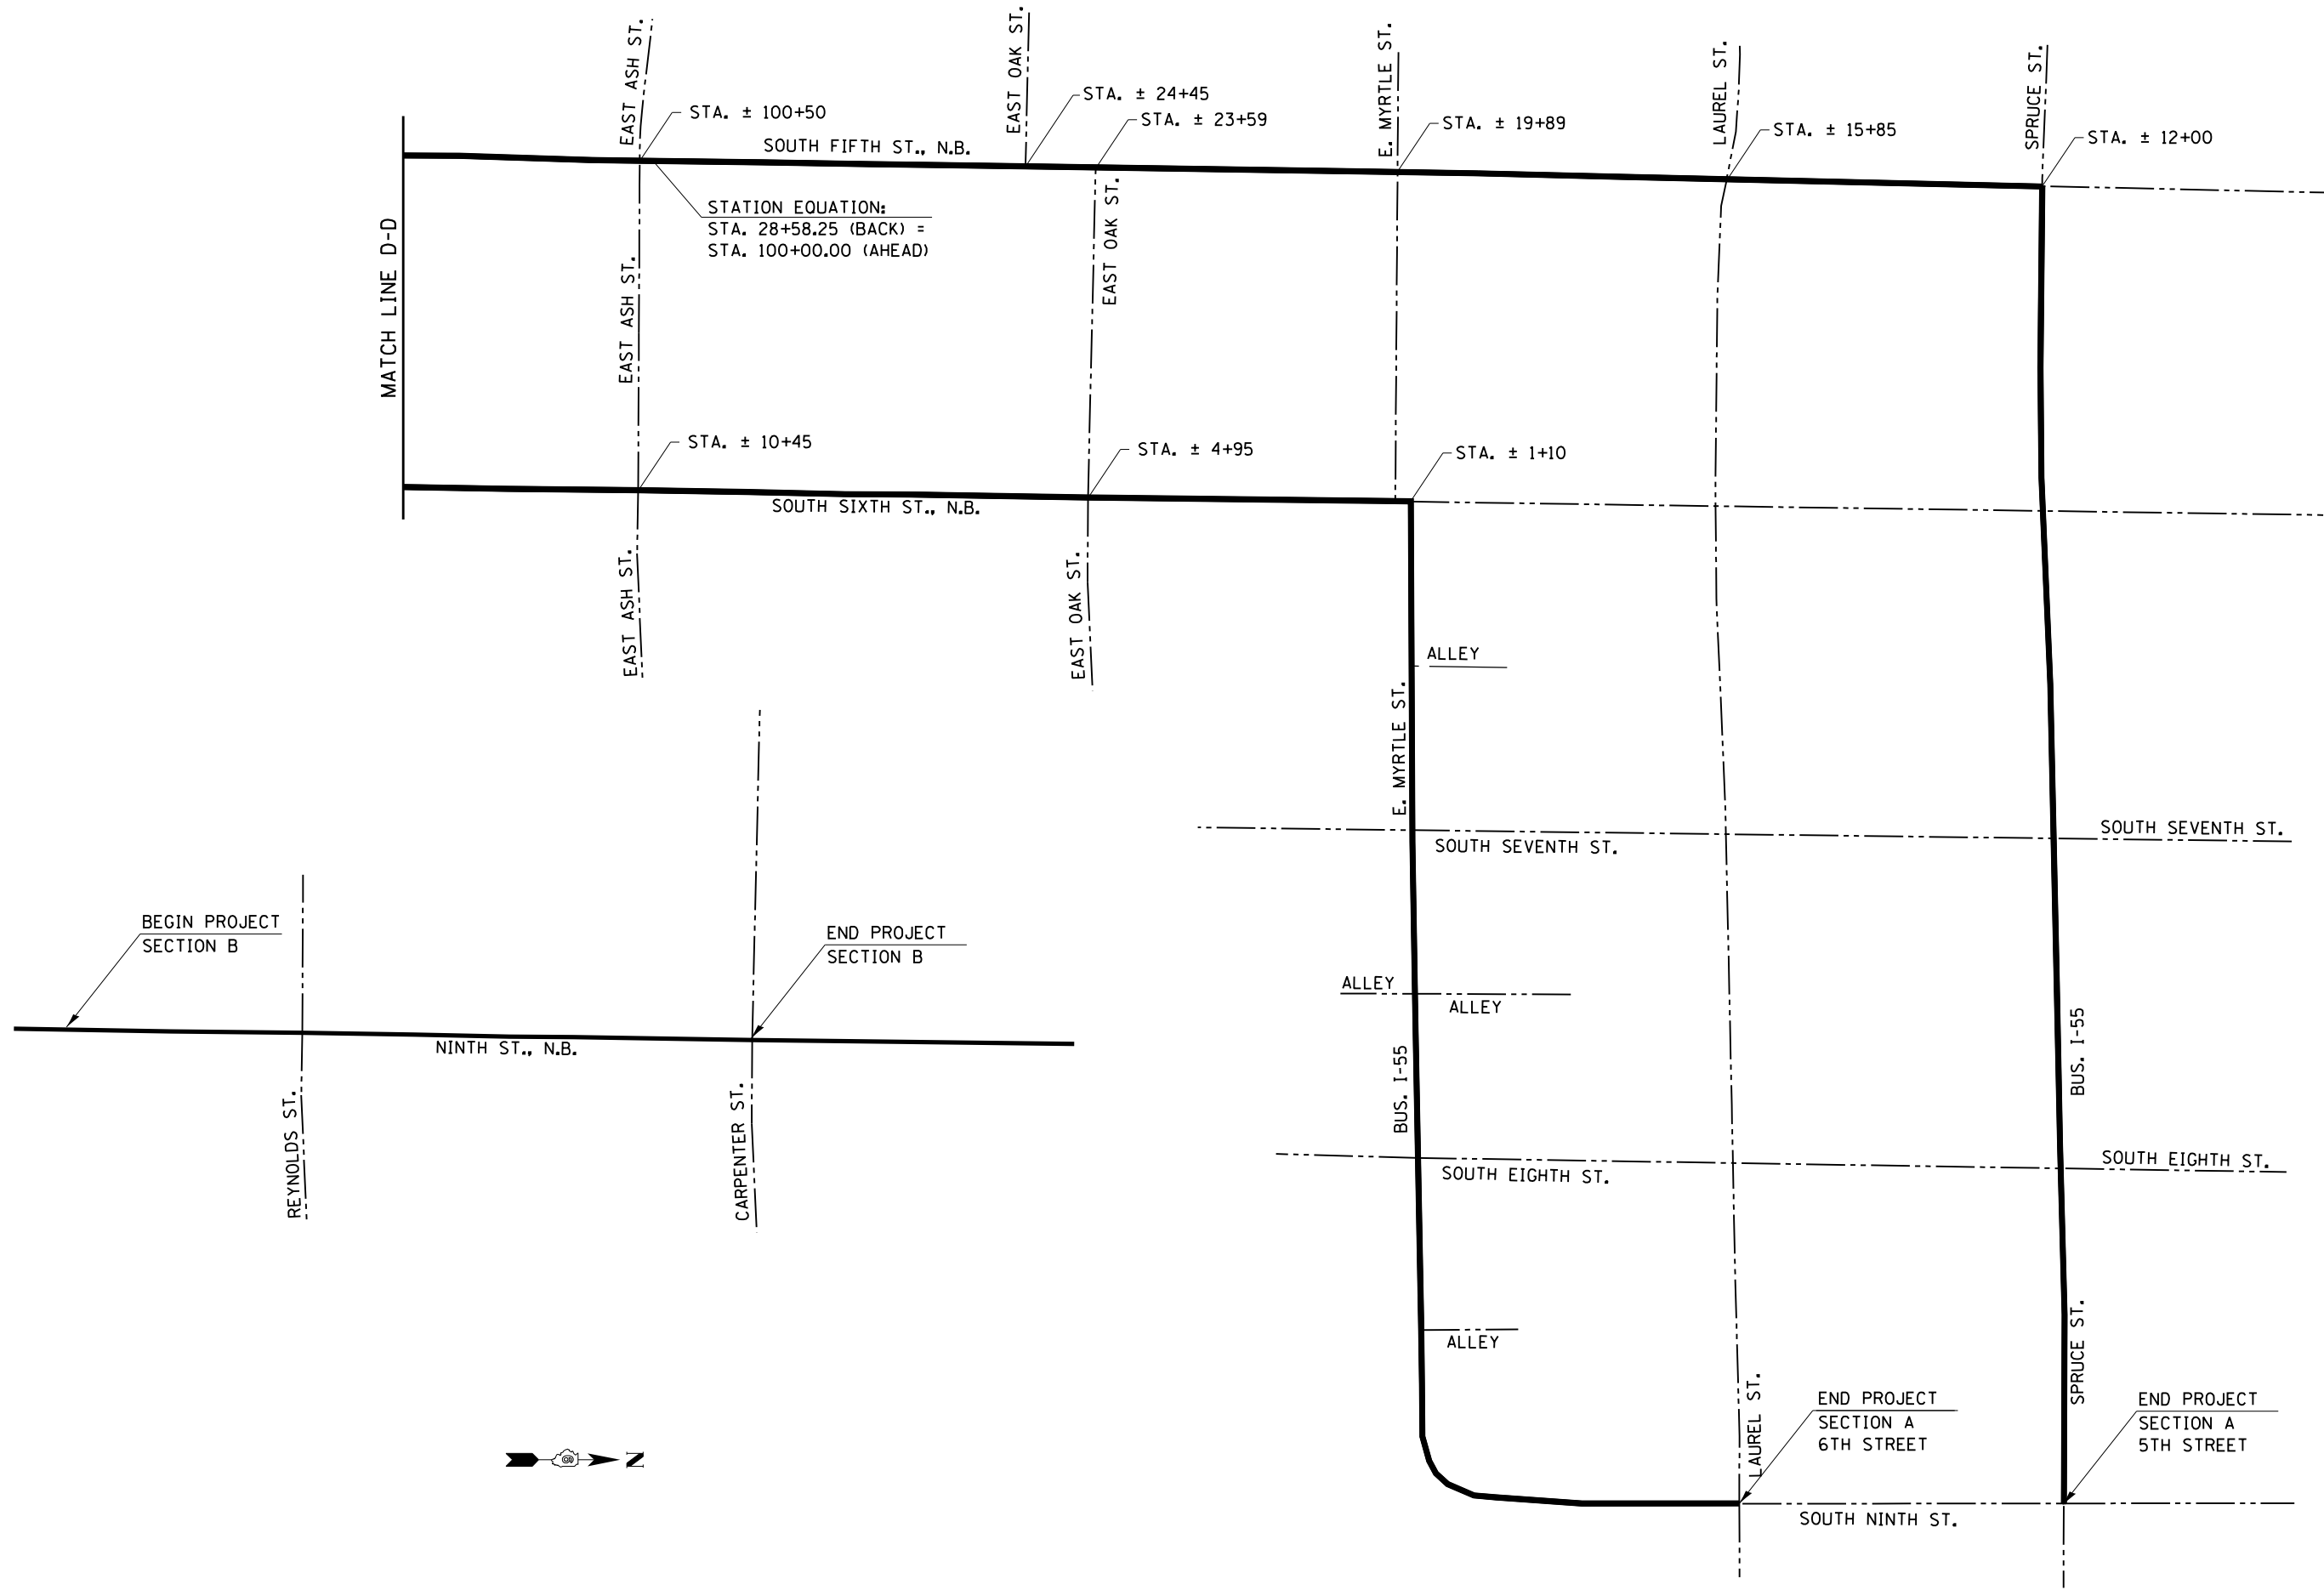 EAST ASH ST.
EAST OAK ST.
E. MYRTLE ST.
LAUREL ST.
SPRUCE ST.
STA. ± 100+50
STA. ± 24+45
STA. ± 23+59
STA. ± 19+89
STA. ± 15+85
STA. ± 12+00
SOUTH FIFTH ST., N.B.
STATION EQUATION:
STA. 28+58.25 (BACK) =
STA. 100+00.00 (AHEAD)
MATCH LINE D-D
EAST ASH ST.
EAST OAK ST.
STA. ± 10+45
STA. ± 4+95
STA. ± 1+10
SOUTH SIXTH ST., N.B.
EAST ASH ST.
EAST OAK ST.
ALLEY
E. MYRTLE ST.
SOUTH SEVENTH ST.
SOUTH SEVENTH ST.
BEGIN PROJECT
SECTION B
END PROJECT
SECTION B
NINTH ST., N.B.
REYNOLDS ST.
CARPENTER ST.
ALLEY
ALLEY
BUS. I-55
BUS. I-55
SOUTH EIGHTH ST.
SOUTH EIGHTH ST.
ALLEY
SPRUCE ST.
LAUREL ST.
END PROJECT
SECTION A
6TH STREET
END PROJECT
SECTION A
5TH STREET
SOUTH NINTH ST.
N